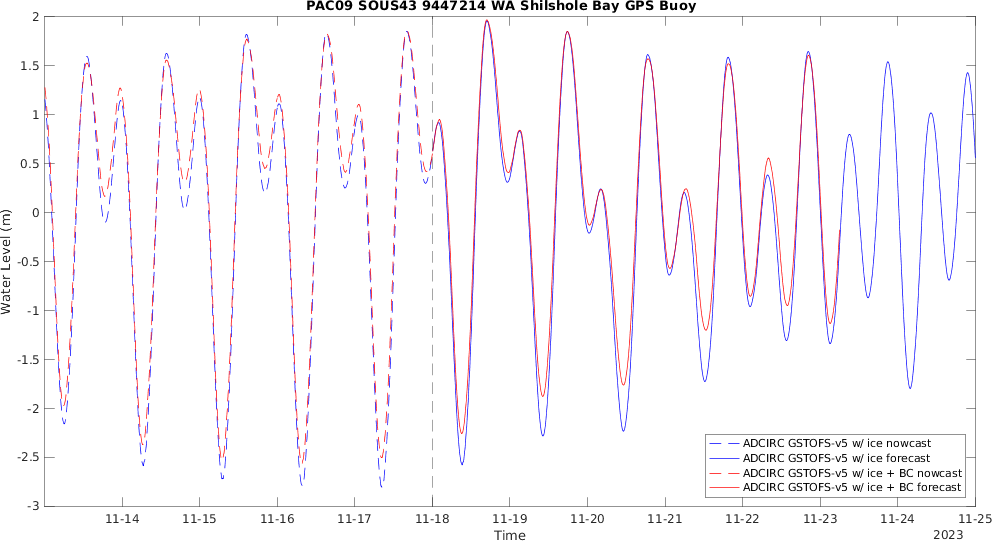 PAC09 SOUS43 9447214 WA Shilshole Bay GPS Buoy
Water Level (m)
2
1.5
1
0.5
0
-0.5
-1
-1.5
-2
-2.5
-3
ADCIRC GSTOFS-v5 w/ ice nowcast
ADCIRC GSTOFS-v5 w/ ice forecast
ADCIRC GSTOFS-v5 w/ ice + BC nowcast
ADCIRC GSTOFS-v5 w/ ice + BC forecast
11-14 11-15 11-16 11-17 11-18 11-19 11-20 11-21 11-22 11-23 11-24 11-25
Time
2023